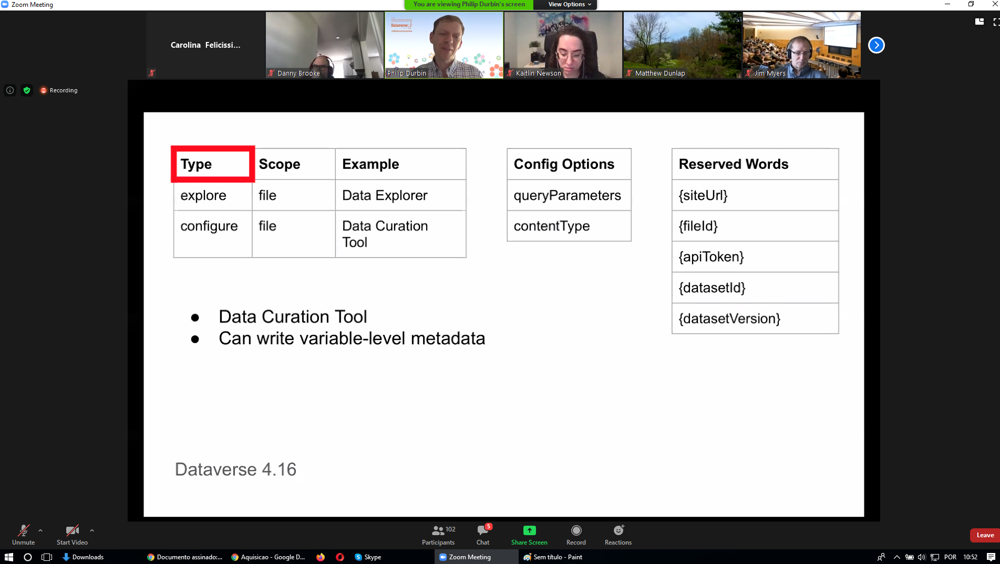 Zoom Meeting
You are viewing Philip Durbin's screen
View Options
Carolina Felicissi...
Danny Brooke
Dataverse
Philip Durbin
Kaitlin Newson
Matthew Dunlap
Jim Myers
Recording
Type Scope Example
explore file Data Explorer
configure file Data Curation
Tool
Config Options
queryParameters
contentType
Reserved Words
{siteUrl}
{fileId}
{apiToken}
{datasetId}
{datasetVersion}
● Data Curation Tool
● Can write variable-level metadata
Dataverse 4.16
Unmute
Start Video
102
Participants
5
Chat
Share Screen
Record
Reactions
Leave
Downloads
Documento assinado:...
Aquisicao - Google D...
Skype
Zoom Meeting
Sem título - Paint
POR
10:52